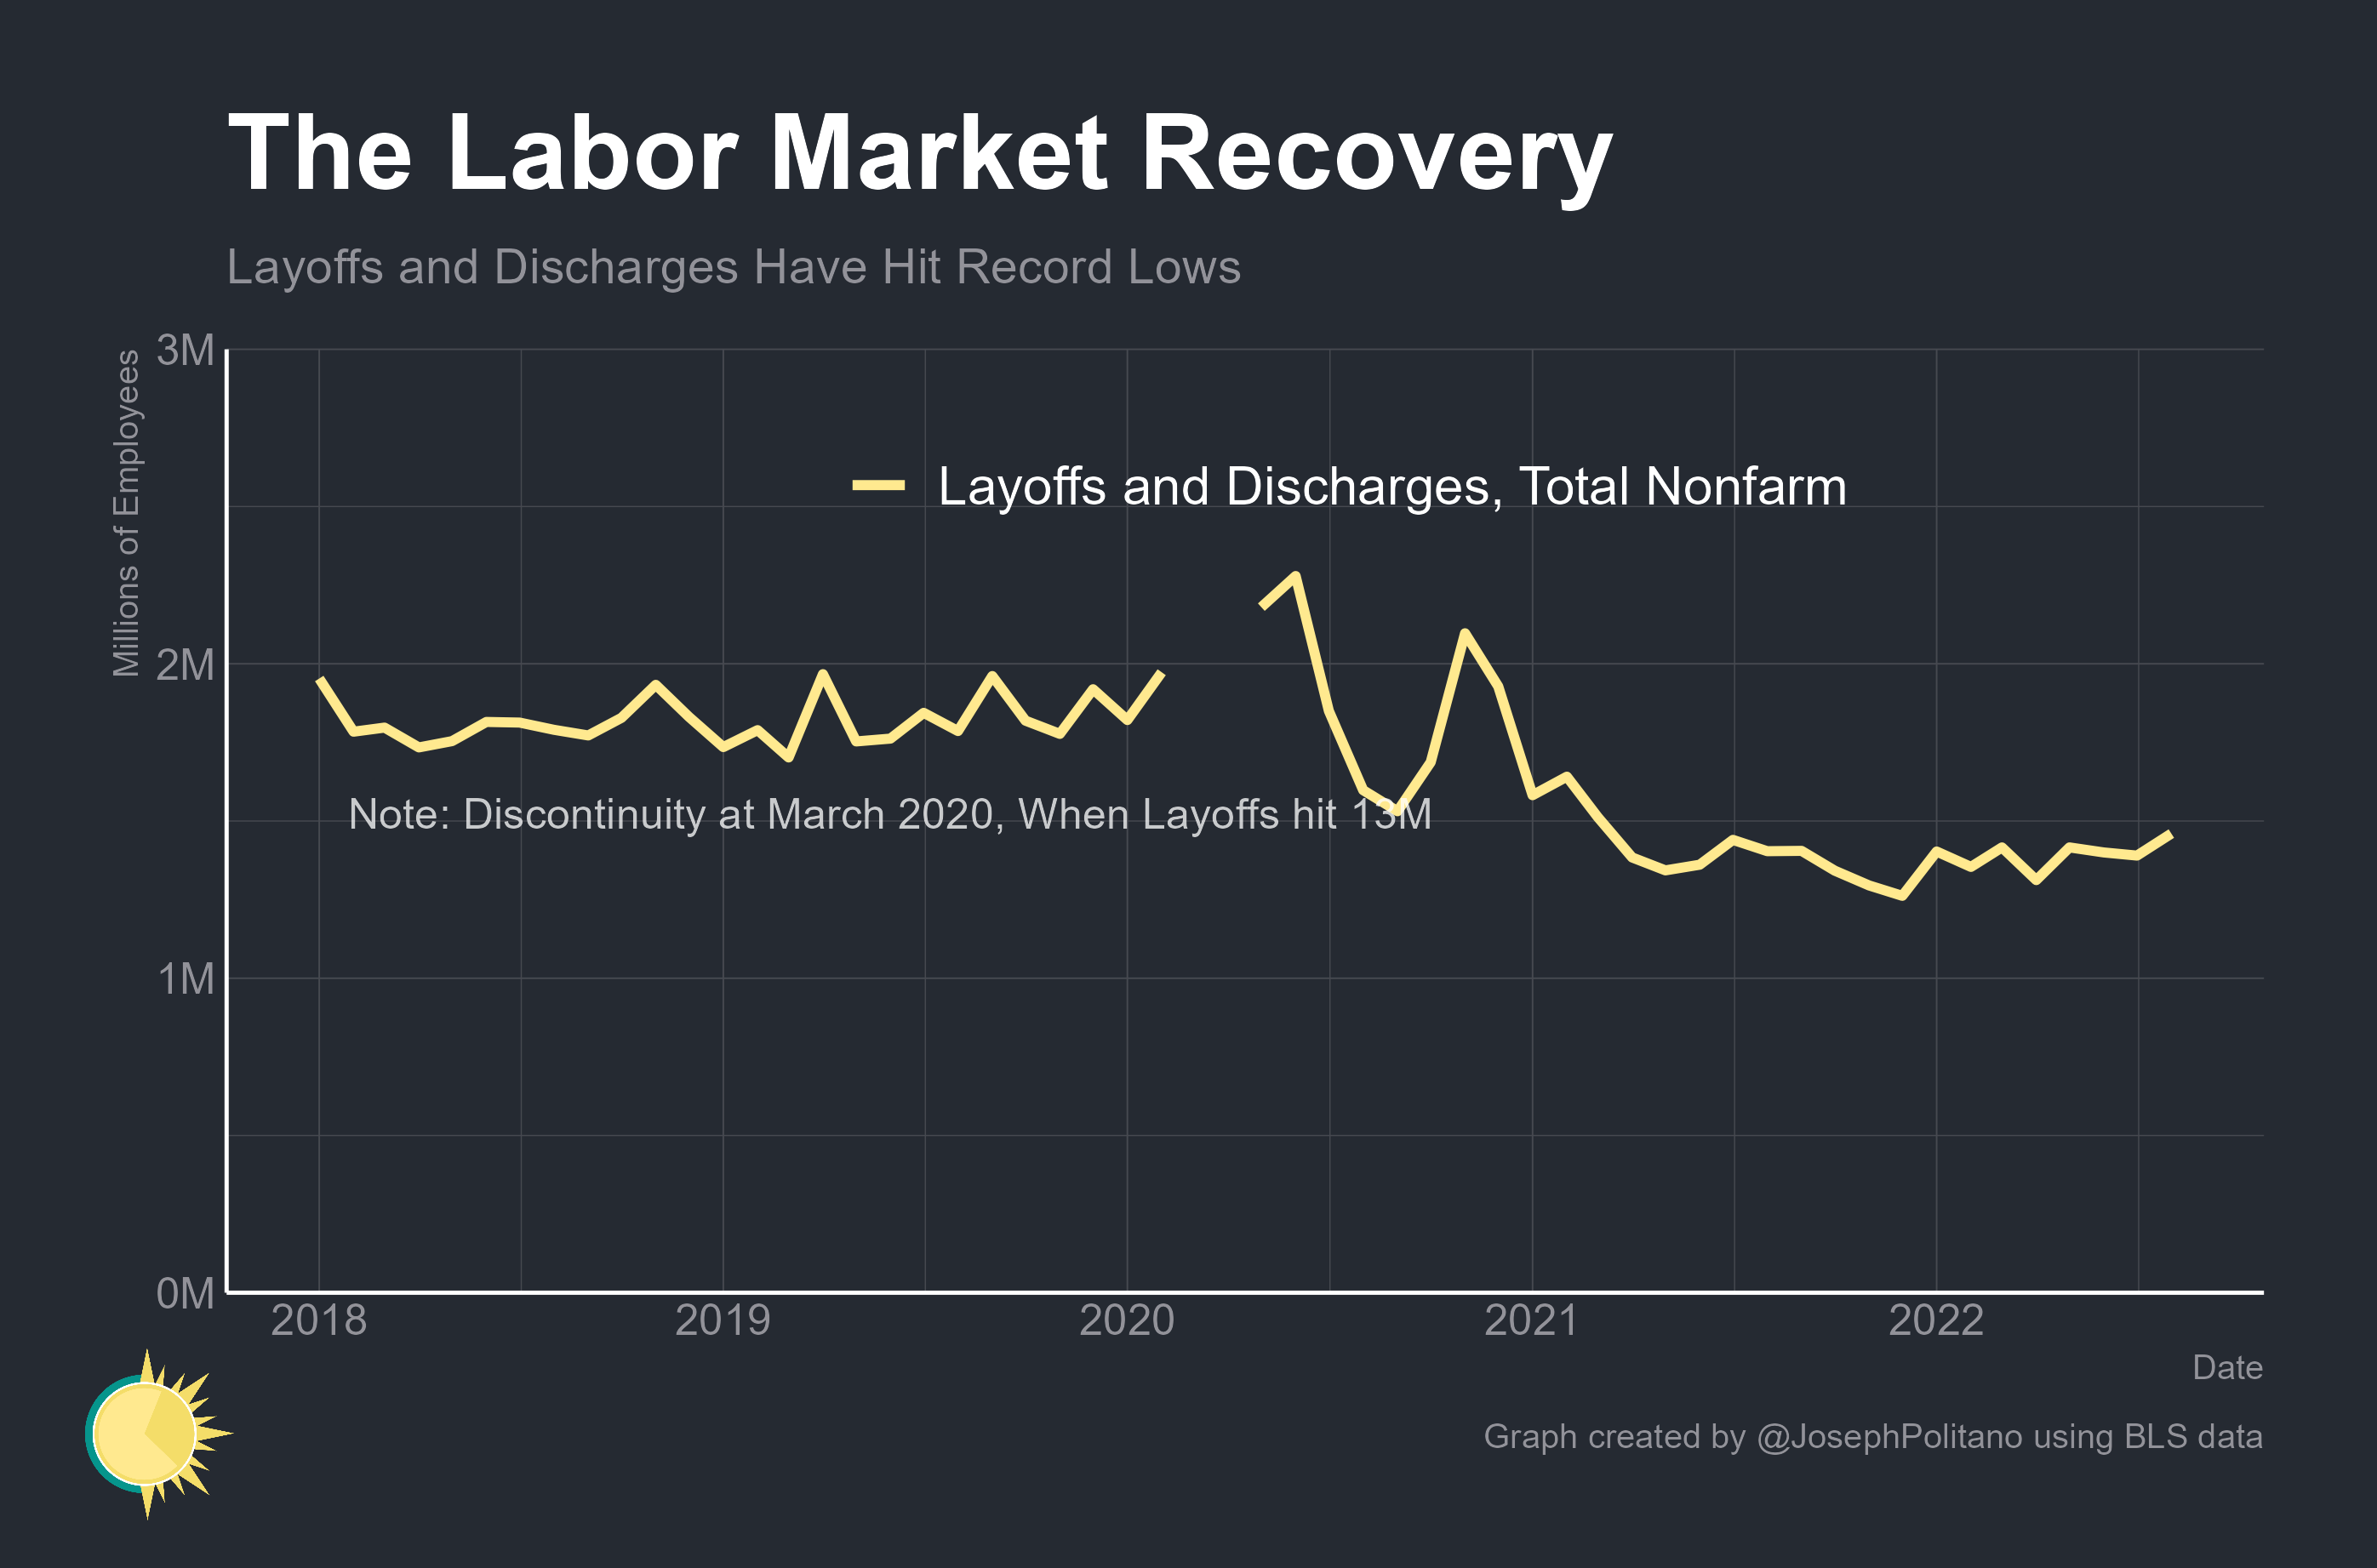 The Labor Market Recovery
Layoffs and Discharges Have Hit Record Lows
Millions of Employees
3M
Layoffs and Discharges, Total Nonfarm
2M
Note: Discontinuity at March 2020, When Layoffs hit 13M
1M
0M
2018
2019
2020
2021
2022
Date
Graph created by @JosephPolitano using BLS data